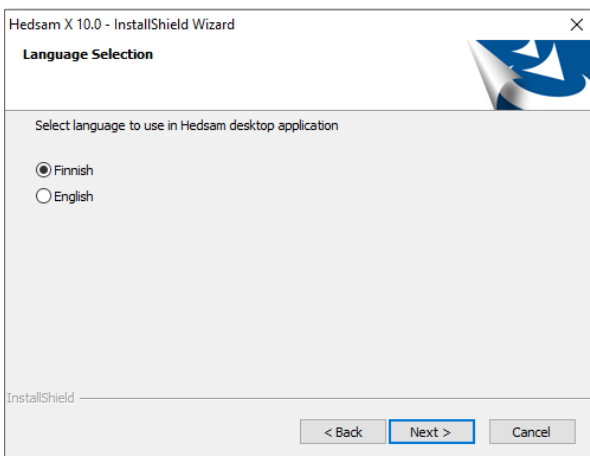 Hedsam X 10.0 - InstallShield Wizard
Language Selection
Select language to use in Hedsam desktop application
Finnish
English
InstallShield
< Back Next > Cancel